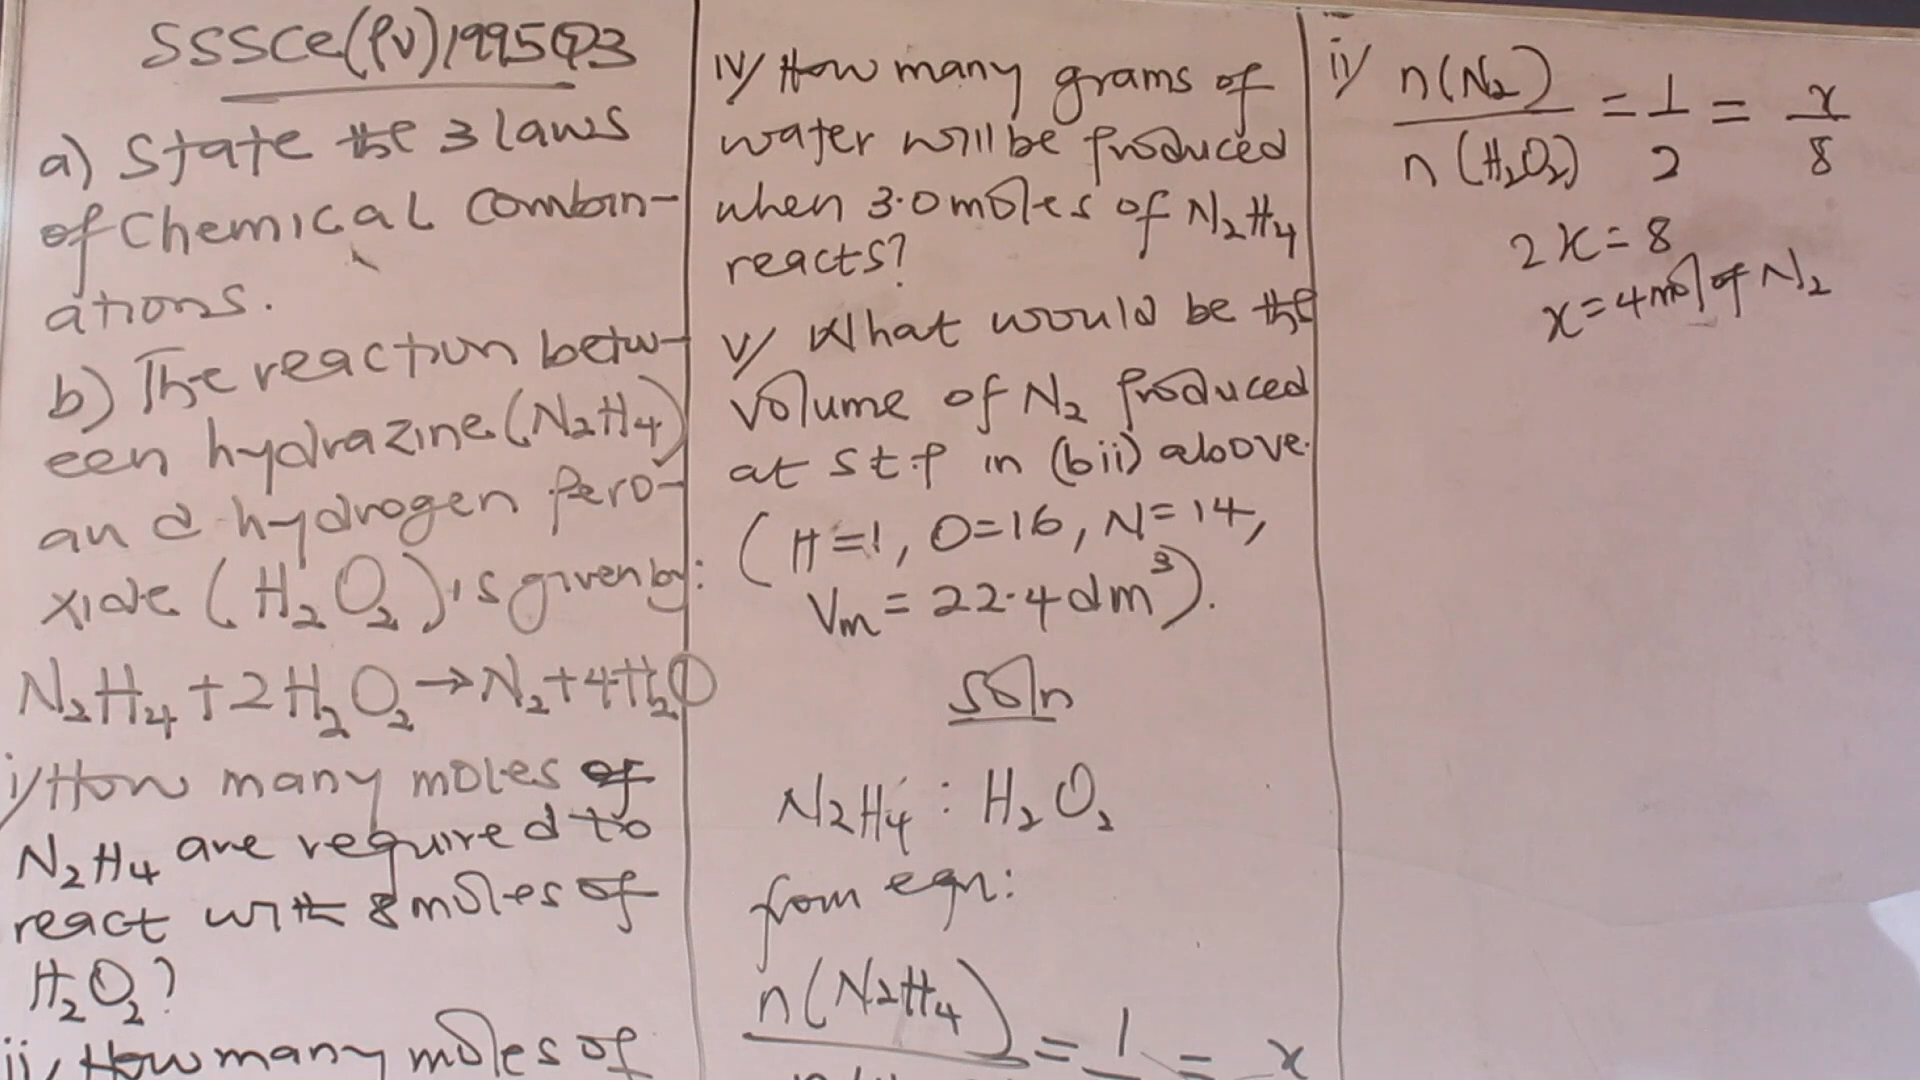 SSSCE(PV)1995Q3
a) State the 3 laws
of Chemical Combin-
ations.
b) The reaction betw-
een hydrazine (N₂H₄)
and hydrogen pero-
xide (H₂O₂) is given by:
N₂H₄ + 2H₂O₂ → N₂ + 4H₂O
i/ How many moles of
N₂H₄ are required to
react with 8 moles of
H₂O₂?
ii/ How many moles of
iv/ How many grams of
water will be produced
when 3.0 moles of N₂H₄
reacts?
v/ What would be the
volume of N₂ produced
at s.t.p in (bii) above.
(H=1, O=16, N=14,
Vm = 22.4dm³).
soln
N₂H₄ : H₂O₂
from eqn:
n(N₂H₄) = 1 = x
ii/ n(N₂) = 1 = x
n(H₂O₂) 2 8
2x = 8
x = 4 mol of N₂